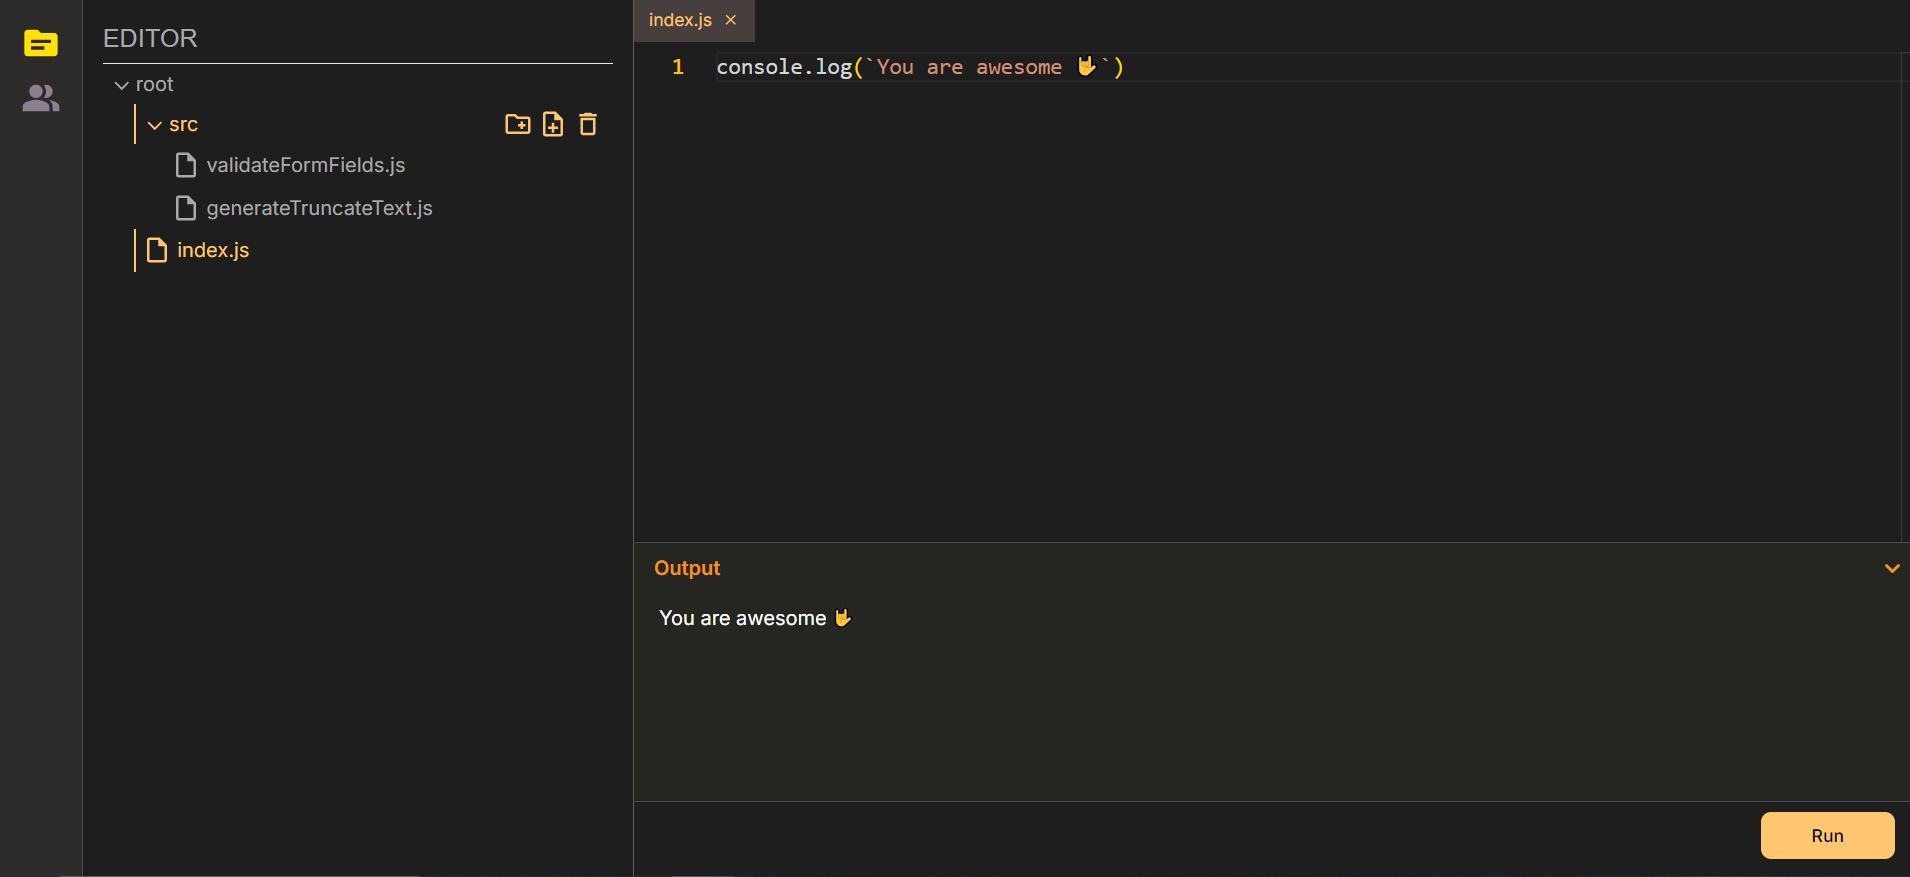 EDITOR
root
src
validateFormFields.js
generateTruncateText.js
index.js
index.js ×
1 console.log(`You are awesome 🤘`)
Output
You are awesome 🤘
Run